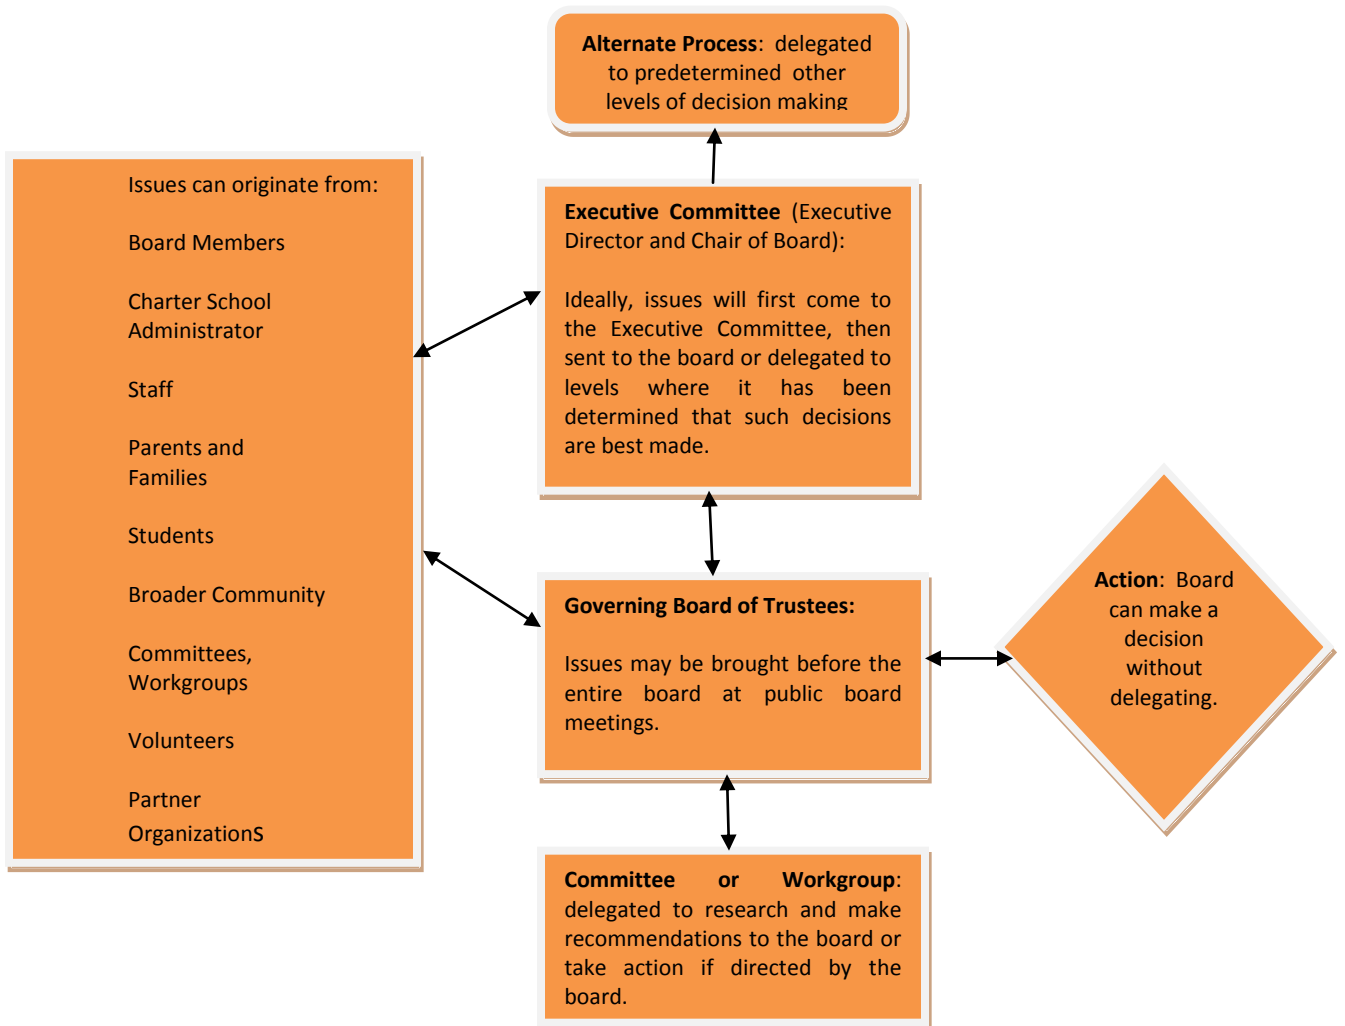 Alternate Process:  delegated
to predetermined  other
levels of decision making
Issues can originate from:
Board Members
Charter School
Administrator
Staff
Parents and
Families
Students
Broader Community
Committees,
Workgroups
Volunteers
Partner
Organizations
Executive Committee (Executive
Director and Chair of Board):
Ideally, issues will first come to
the Executive Committee, then
sent to the board or delegated to
levels where it has been
determined that such decisions
are best made.
Governing Board of Trustees:
Issues may be brought before the
entire board at public board
meetings.
Action:  Board
can make a
decision
without
delegating.
Committee or Workgroup:
delegated to research and make
recommendations to the board or
take action if directed by the
board.